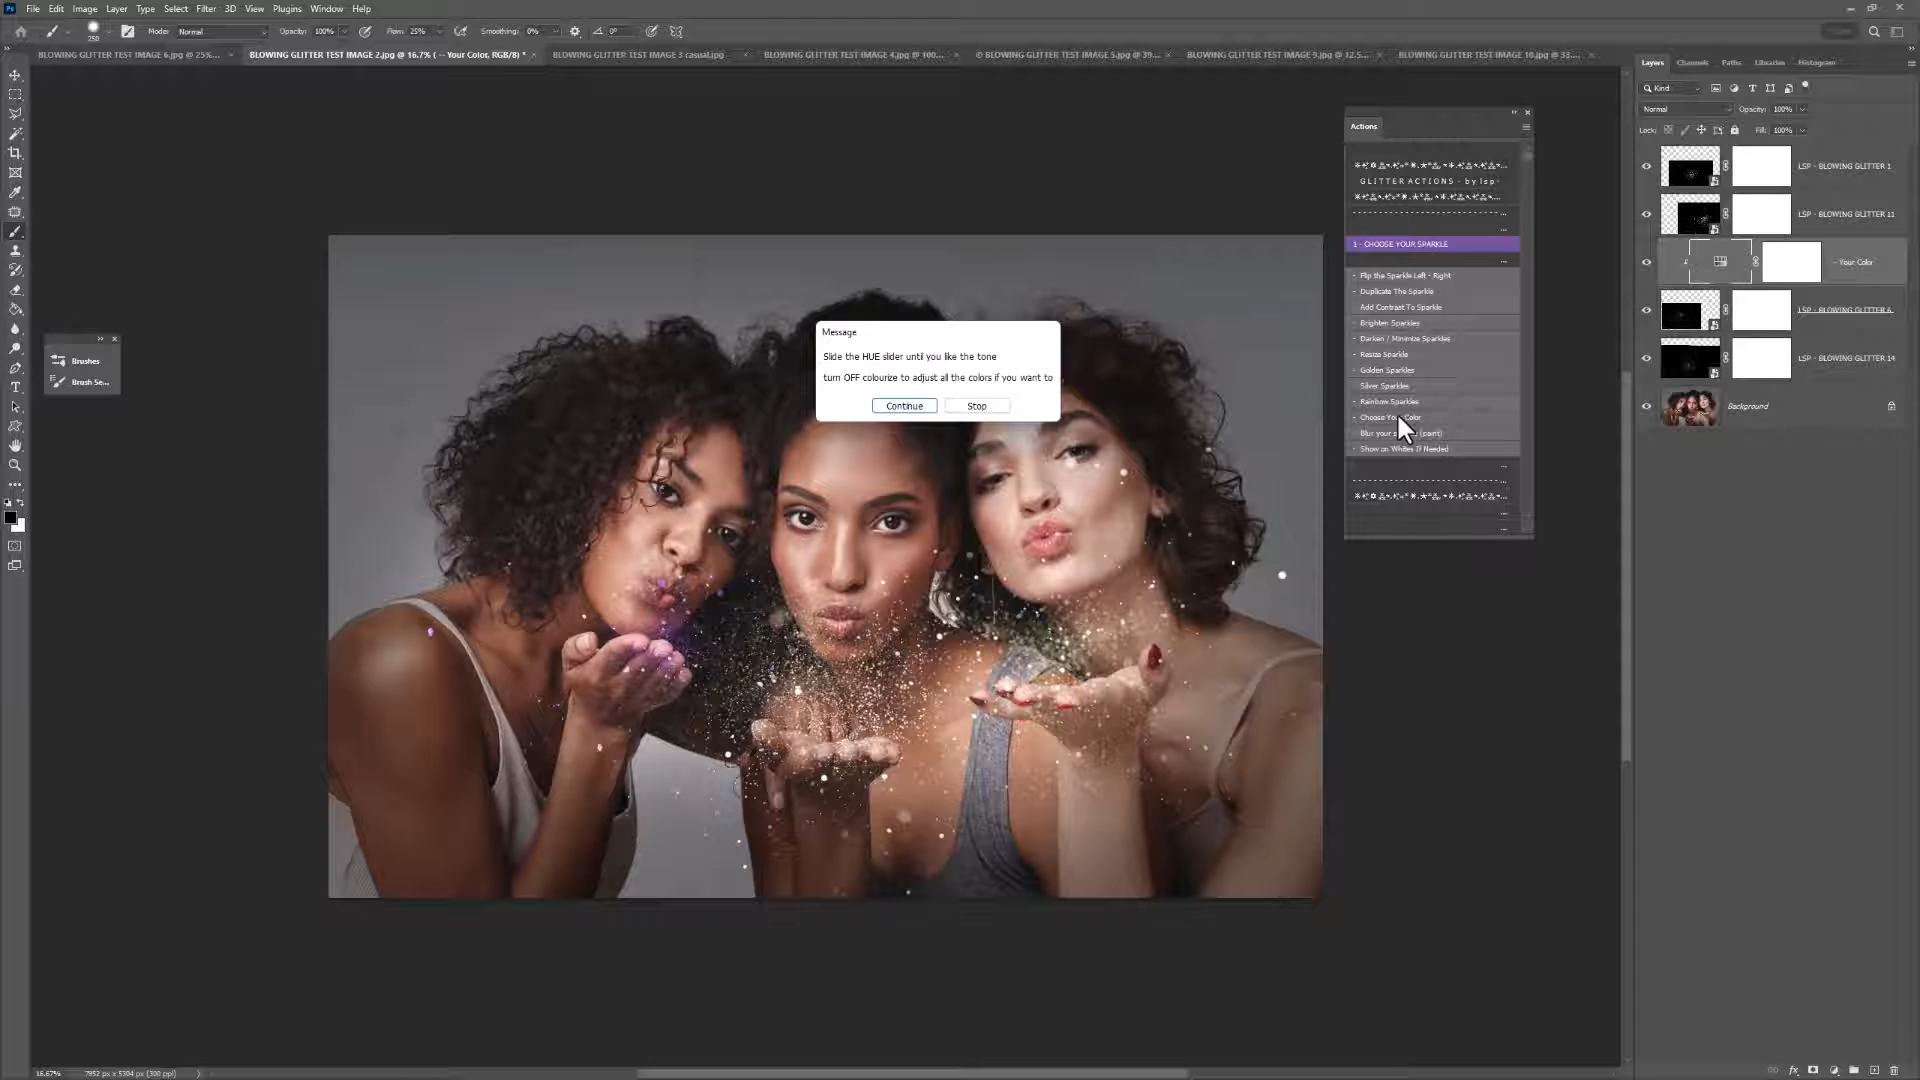 Ps File Edit Image Layer Type Select Filter 3D View Plugins Window Help
250 Mode: Normal Opacity: 100% Flow: 25% Smoothing: 0% 0°
BLOWING GLITTER TEST IMAGE 6.jpg @ 25%... BLOWING GLITTER TEST IMAGE 2.jpg @ 16.7% ( -- Your Color, RGB/8) * BLOWING GLITTER TEST IMAGE 3 casual.jpg BLOWING GLITTER TEST IMAGE 4.jpg @ 100... © BLOWING GLITTER TEST IMAGE 5.jpg @ 39... BLOWING GLITTER TEST IMAGE 9.jpg @ 12.5... BLOWING GLITTER TEST IMAGE 10.jpg @ 33....
Layers Channels Paths Libraries Histogram
Kind
Normal Opacity: 100%
Lock: Fill: 100%
LSP - BLOWING GLITTER 1
LSP - BLOWING GLITTER 11
-- Your Color
LSP - BLOWING GLITTER 6
LSP - BLOWING GLITTER 14
Background
Actions
GLITTER ACTIONS - by lsp -
1 - CHOOSE YOUR SPARKLE
- Flip the Sparkle Left - Right
- Duplicate The Sparkle
Add Contrast To Sparkle
- Brighten Sparkles
- Darken / Minimize Sparkles
- Resize Sparkle
- Golden Sparkles
Silver Sparkles
- Rainbow Sparkles
- Choose Your Color
Blur your (paint)
- Show on Whites If Needed
Brushes
Brush Se...
Message
Slide the HUE slider until you like the tone
turn OFF colourize to adjust all the colors if you want to
Continue Stop
16.67% 7952 px x 5304 px (300 ppi)